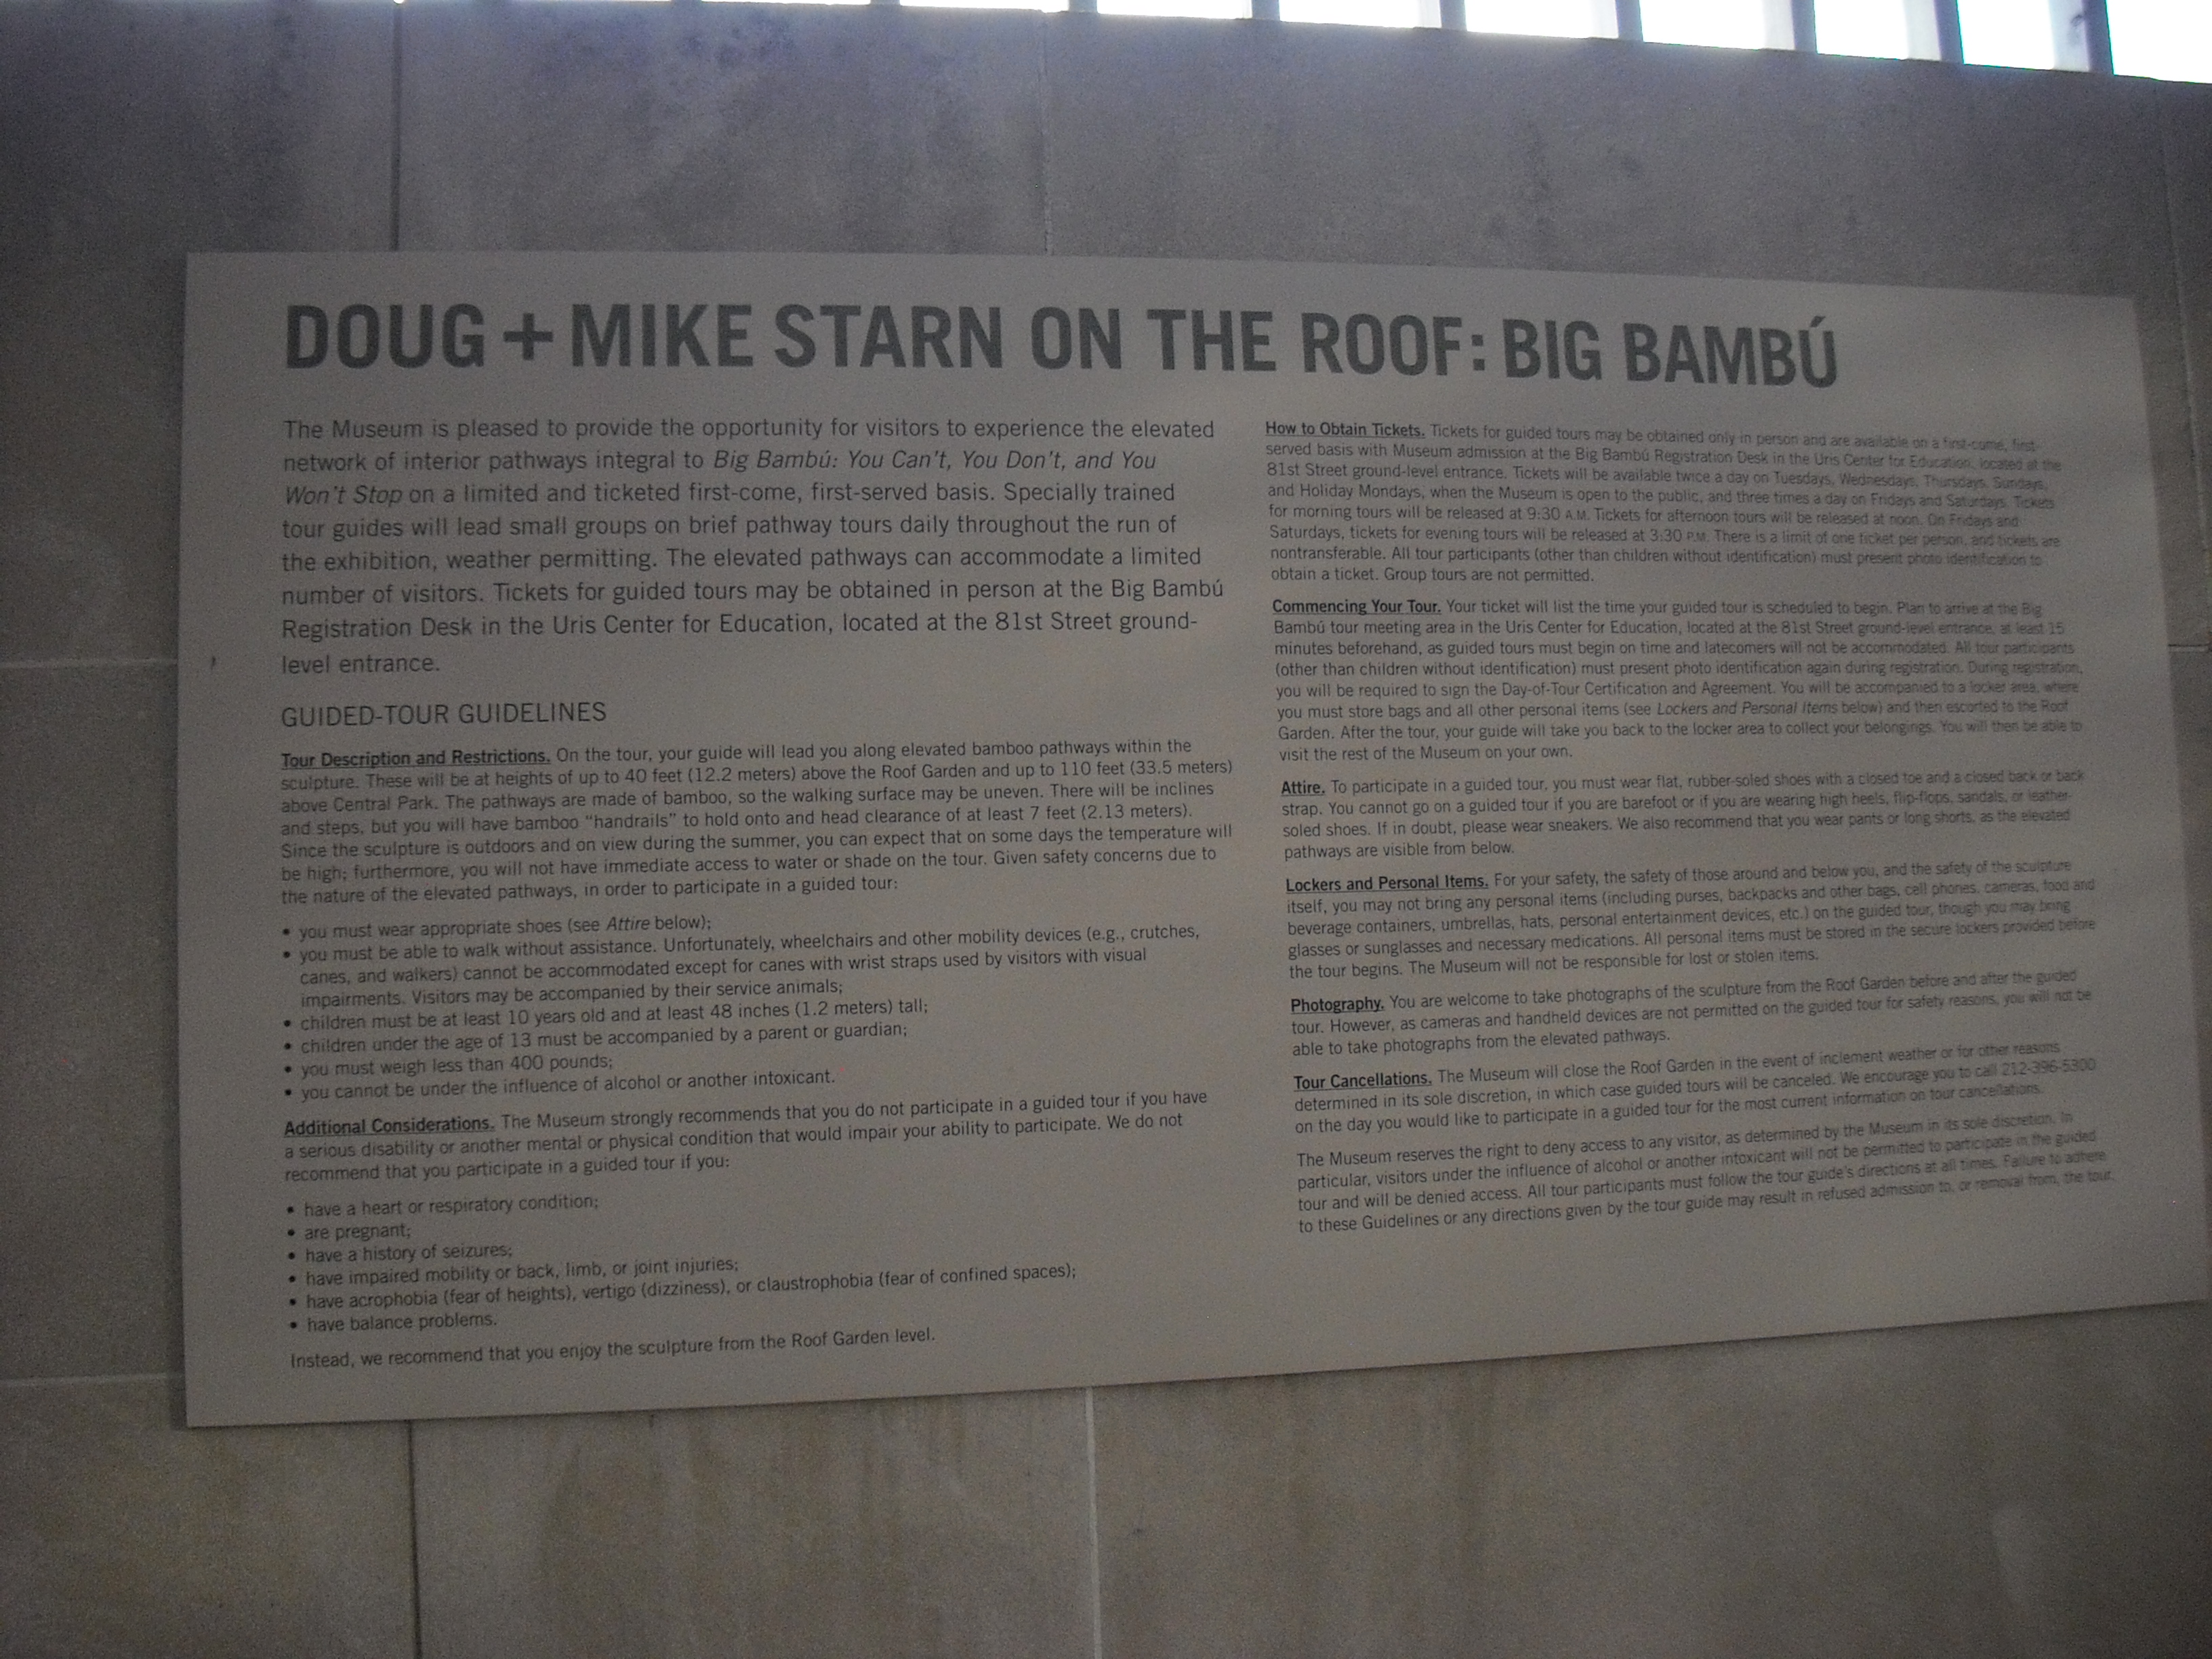 DOUG + MIKE STARN ON THE ROOF: BIG BAMBÚ
The Museum is pleased to provide the opportunity for visitors to experience the elevated
network of interior pathways integral to Big Bambú: You Can't, You Don't, and You
Won't Stop on a limited and ticketed first-come, first-served basis. Specially trained
tour guides will lead small groups on brief pathway tours daily throughout the run of
the exhibition, weather permitting. The elevated pathways can accommodate a limited
number of visitors. Tickets for guided tours may be obtained in person at the Big Bambú
Registration Desk in the Uris Center for Education, located at the 81st Street ground-
level entrance.
GUIDED-TOUR GUIDELINES
Tour Description and Restrictions. On the tour, your guide will lead you along elevated bamboo pathways within the
sculpture. These will be at heights of up to 40 feet (12.2 meters) above the Roof Garden and up to 110 feet (33.5 meters)
above Central Park. The pathways are made of bamboo, so the walking surface may be uneven. There will be inclines
and steps, but you will have bamboo “handrails” to hold onto and head clearance of at least 7 feet (2.13 meters).
Since the sculpture is outdoors and on view during the summer, you can expect that on some days the temperature will
be high; furthermore, you will not have immediate access to water or shade on the tour. Given safety concerns due to
the nature of the elevated pathways, in order to participate in a guided tour:
• you must wear appropriate shoes (see Attire below);
• you must be able to walk without assistance. Unfortunately, wheelchairs and other mobility devices (e.g., crutches,
canes, and walkers) cannot be accommodated except for canes with wrist straps used by visitors with visual
impairments. Visitors may be accompanied by their service animals;
• children must be at least 10 years old and at least 48 inches (1.2 meters) tall;
• children under the age of 13 must be accompanied by a parent or guardian;
• you must weigh less than 400 pounds;
• you cannot be under the influence of alcohol or another intoxicant.
Additional Considerations. The Museum strongly recommends that you do not participate in a guided tour if you have
a serious disability or another mental or physical condition that would impair your ability to participate. We do not
recommend that you participate in a guided tour if you:
• have a heart or respiratory condition;
• are pregnant;
• have a history of seizures;
• have impaired mobility or back, limb, or joint injuries;
• have acrophobia (fear of heights), vertigo (dizziness), or claustrophobia (fear of confined spaces);
• have balance problems.
Instead, we recommend that you enjoy the sculpture from the Roof Garden level.
How to Obtain Tickets. Tickets for guided tours may be obtained only in person and are available on a first-come, first-
served basis with Museum admission at the Big Bambú Registration Desk in the Uris Center for Education, located at the
81st Street ground-level entrance. Tickets will be available twice a day on Tuesdays, Wednesdays, Thursdays, Sundays,
and Holiday Mondays, when the Museum is open to the public, and three times a day on Fridays and Saturdays. Tickets
for morning tours will be released at 9:30 A.M. Tickets for afternoon tours will be released at noon. On Fridays and
Saturdays, tickets for evening tours will be released at 3:30 P.M. There is a limit of one ticket per person, and tickets are
nontransferable. All tour participants (other than children without identification) must present photo identification to
obtain a ticket. Group tours are not permitted.
Commencing Your Tour. Your ticket will list the time your guided tour is scheduled to begin. Plan to arrive at the Big
Bambú tour meeting area in the Uris Center for Education, located at the 81st Street ground-level entrance, at least 15
minutes beforehand, as guided tours must begin on time and latecomers will not be accommodated. All tour participants
(other than children without identification) must present photo identification again during registration. During registration,
you will be required to sign the Day-of-Tour Certification and Agreement. You will be accompanied to a locker area, where
you must store bags and all other personal items (see Lockers and Personal Items below) and then escorted to the Roof
Garden. After the tour, your guide will take you back to the locker area to collect your belongings. You will then be able to
visit the rest of the Museum on your own.
Attire. To participate in a guided tour, you must wear flat, rubber-soled shoes with a closed toe and a closed back or back
strap. You cannot go on a guided tour if you are barefoot or if you are wearing high heels, flip-flops, sandals, or leather-
soled shoes. If in doubt, please wear sneakers. We also recommend that you wear pants or long shorts, as the elevated
pathways are visible from below.
Lockers and Personal Items. For your safety, the safety of those around and below you, and the safety of the sculpture
itself, you may not bring any personal items (including purses, backpacks and other bags, cell phones, cameras, food and
beverage containers, umbrellas, hats, personal entertainment devices, etc.) on the guided tour, though you may bring
glasses or sunglasses and necessary medications. All personal items must be stored in the secure lockers provided before
the tour begins. The Museum will not be responsible for lost or stolen items.
Photography. You are welcome to take photographs of the sculpture from the Roof Garden before and after the guided
tour. However, as cameras and handheld devices are not permitted on the guided tour for safety reasons, you will not be
able to take photographs from the elevated pathways.
Tour Cancellations. The Museum will close the Roof Garden in the event of inclement weather or for other reasons
determined in its sole discretion, in which case guided tours will be canceled. We encourage you to call 212-396-5300
on the day you would like to participate in a guided tour for the most current information on tour cancellations.
The Museum reserves the right to deny access to any visitor, as determined by the Museum in its sole discretion. In
particular, visitors under the influence of alcohol or another intoxicant will not be permitted to participate in the guided
tour and will be denied access. All tour participants must follow the tour guide's directions at all times. Failure to adhere
to these Guidelines or any directions given by the tour guide may result in refused admission to, or removal from, the tour.